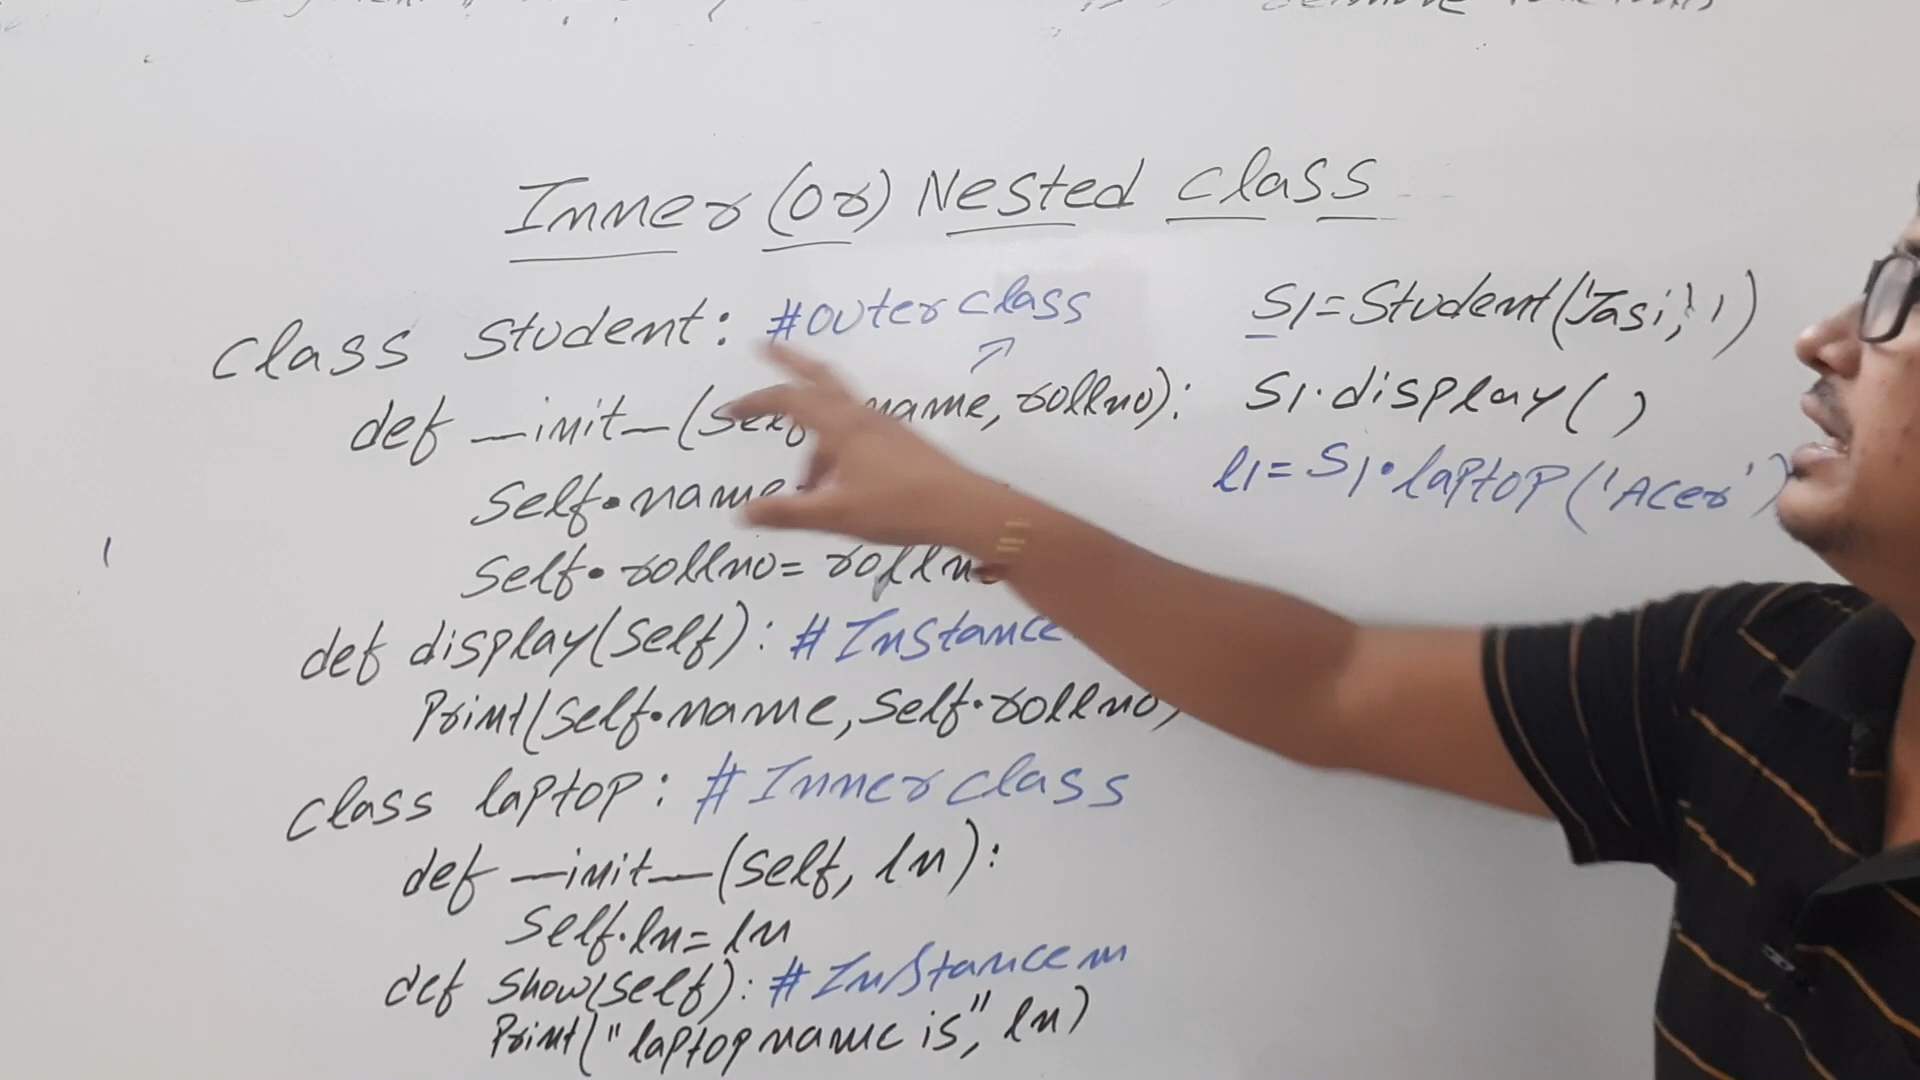 Inner (or) Nested class
class student: #outer class
def __init__(self, name, rollno):
self.name
self.rollno= rolln
def display(self): #Instance
Print(self.name, self.rollno)
class laptop: #Inner class
def __init__(self, ln):
self.ln= ln
def show(self): #Instance m
Print("laptop name is", ln)
S1=Student('Jasi',1)
S1.display( )
l1= S1.laptop('Acer')